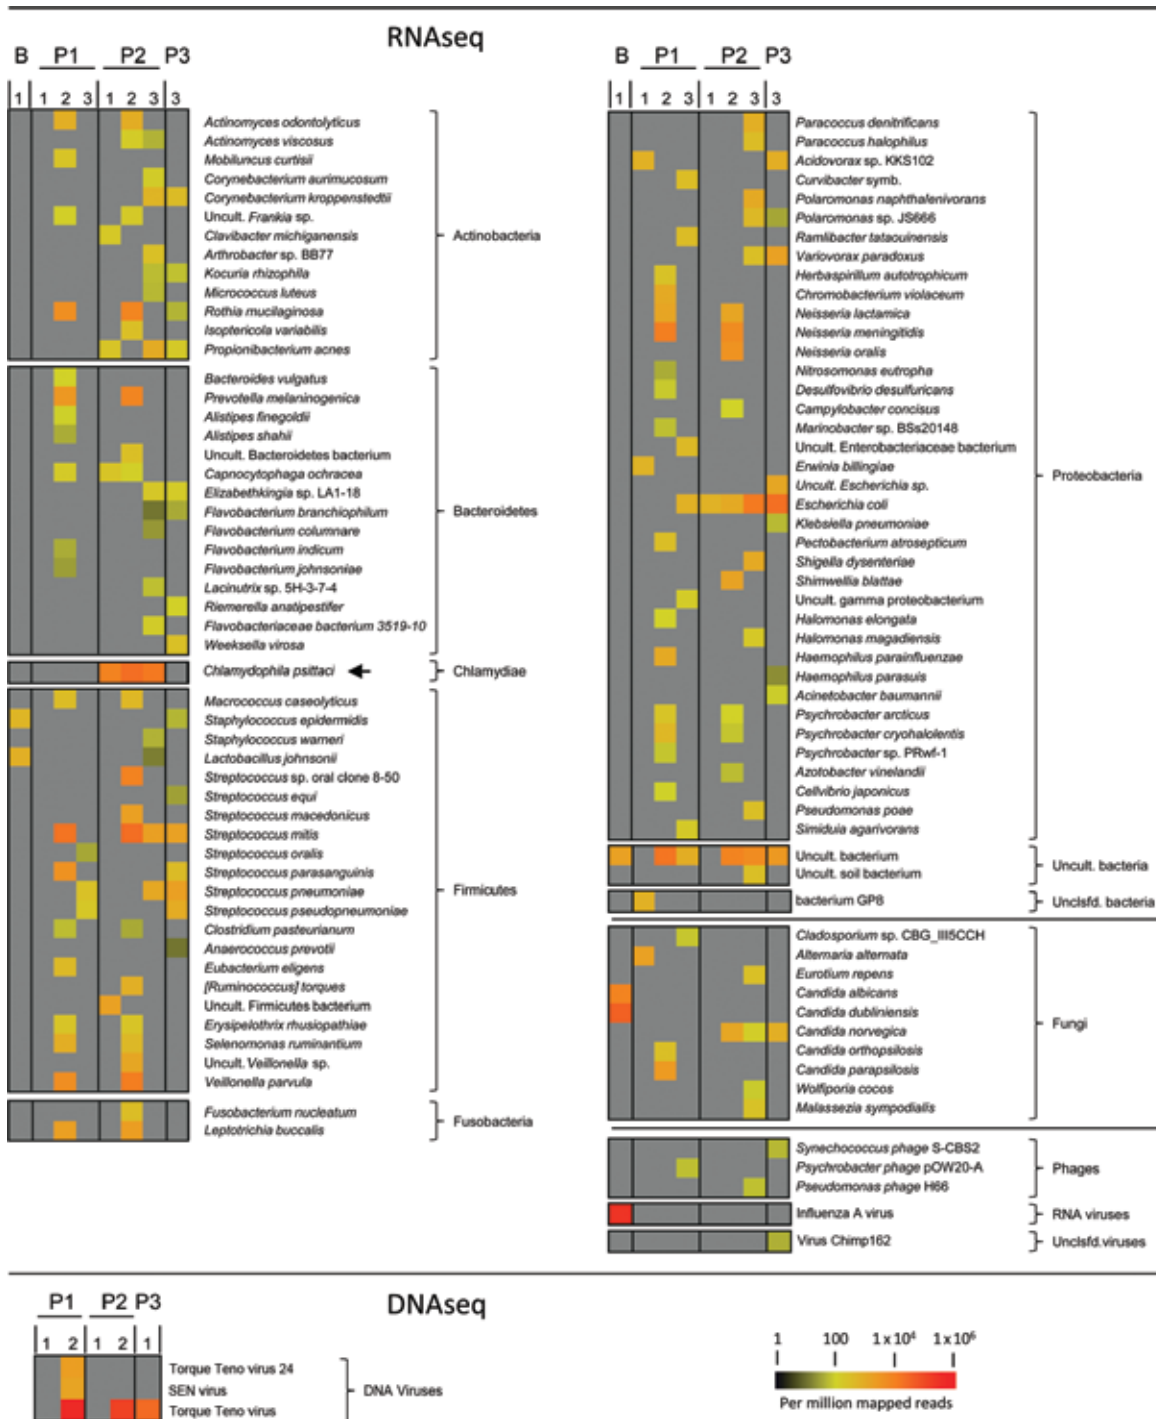 RNAseq
B P1 P2 P3
1 1 2 3 1 2 3 3
Actinomyces odontolyticus
Actinomyces viscosus
Mobiluncus curtisii
Corynebacterium aurimucosum
Corynebacterium kroppenstedtii
Uncult. Frankia sp.
Clavibacter michiganensis
Arthrobacter sp. BB77
Kocuria rhizophila
Micrococcus luteus
Rothia mucilaginosa
Isoptericola variabilis
Propionibacterium acnes
Actinobacteria
Bacteroides vulgatus
Prevotella melaninogenica
Alistipes finegoldii
Alistipes shahii
Uncult. Bacteroidetes bacterium
Capnocytophaga ochracea
Elizabethkingia sp. LA1-18
Flavobacterium branchiophilum
Flavobacterium columnare
Flavobacterium indicum
Flavobacterium johnsoniae
Lacinutrix sp. 5H-3-7-4
Riemerella anatipestifer
Flavobacteriaceae bacterium 3519-10
Weeksella virosa
Bacteroidetes
Chlamydophila psittaci
Chlamydiae
Macrococcus caseolyticus
Staphylococcus epidermidis
Staphylococcus warneri
Lactobacillus johnsonii
Streptococcus sp. oral clone 8-50
Streptococcus equi
Streptococcus macedonicus
Streptococcus mitis
Streptococcus oralis
Streptococcus parasanguinis
Streptococcus pneumoniae
Streptococcus pseudopneumoniae
Clostridium pasteurianum
Anaerococcus prevotii
Eubacterium eligens
[Ruminococcus] torques
Uncult. Firmicutes bacterium
Erysipelothrix rhusiopathiae
Selenomonas ruminantium
Uncult. Veillonella sp.
Veillonella parvula
Firmicutes
Fusobacterium nucleatum
Leptotrichia buccalis
Fusobacteria
B P1 P2 P3
1 1 2 3 1 2 3 3
Paracoccus denitrificans
Paracoccus halophilus
Acidovorax sp. KKS102
Curvibacter symb.
Polaromonas naphthalenivorans
Polaromonas sp. JS666
Ramlibacter tataouinensis
Variovorax paradoxus
Herbaspirillum autotrophicum
Chromobacterium violaceum
Neisseria lactamica
Neisseria meningitidis
Neisseria oralis
Nitrosomonas eutropha
Desulfovibrio desulfuricans
Campylobacter concisus
Marinobacter sp. BSs20148
Uncult. Enterobacteriaceae bacterium
Erwinia billingiae
Uncult. Escherichia sp.
Escherichia coli
Klebsiella pneumoniae
Pectobacterium atrosepticum
Shigella dysenteriae
Shimwellia blattae
Uncult. gamma proteobacterium
Halomonas elongata
Halomonas magadiensis
Haemophilus parainfluenzae
Haemophilus parasuis
Acinetobacter baumannii
Psychrobacter arcticus
Psychrobacter cryohalolentis
Psychrobacter sp. PRwf-1
Azotobacter vinelandii
Cellvibrio japonicus
Pseudomonas poae
Simiduia agarivorans
Proteobacteria
Uncult. bacterium
Uncult. soil bacterium
Uncult. bacteria
bacterium GP8
Unclsfd. bacteria
Cladosporium sp. CBG_III5CCH
Alternaria alternata
Eurotium repens
Candida albicans
Candida dubliniensis
Candida norvegica
Candida orthopsilosis
Candida parapsilosis
Wolfiporia cocos
Malassezia sympodialis
Fungi
Synechococcus phage S-CBS2
Psychrobacter phage pOW20-A
Pseudomonas phage H66
Phages
Influenza A virus
RNA viruses
Virus Chimp162
Unclsfd.viruses
DNAseq
P1 P2 P3
1 2 1 2 1
Torque Teno virus 24
SEN virus
Torque Teno virus
DNA Viruses
1 100 1x10⁴ 1x10⁶
Per million mapped reads